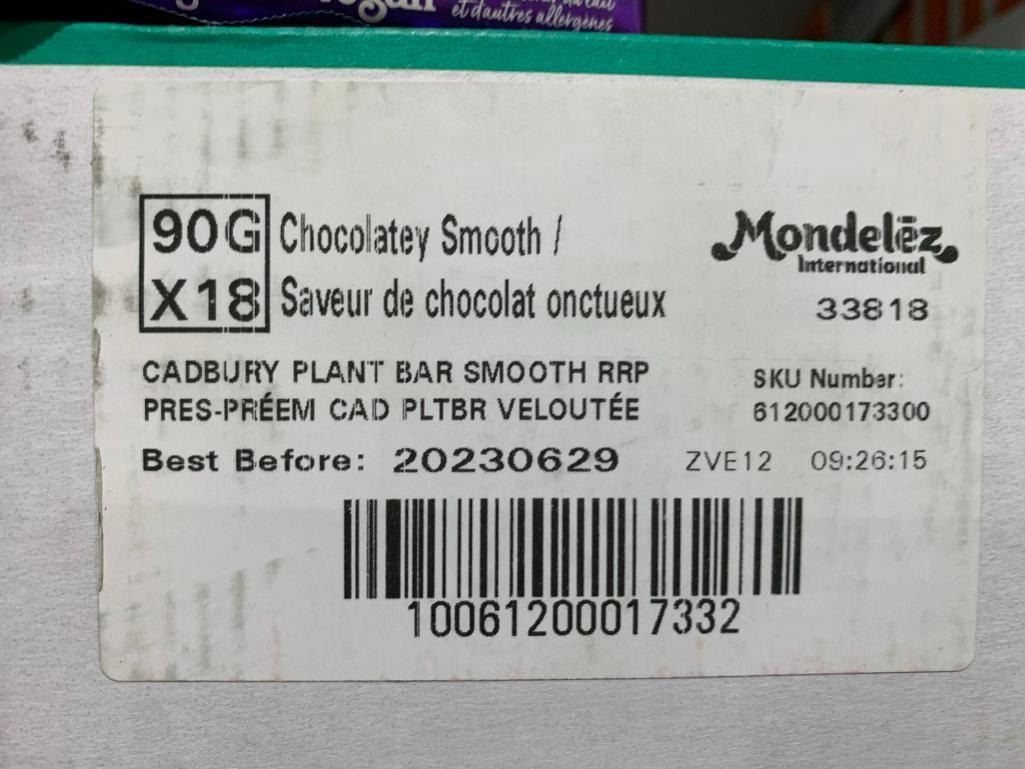 et d'autres allergènes
90G
X18
Chocolatey Smooth /
Saveur de chocolat onctueux
Mondelēz
International
33818
CADBURY PLANT BAR SMOOTH RRP
PRES-PRÉEM CAD PLTBR VELOUTÉE
SKU Number:
612000173300
Best Before: 20230629 ZVE12 09:26:15
10061200017332